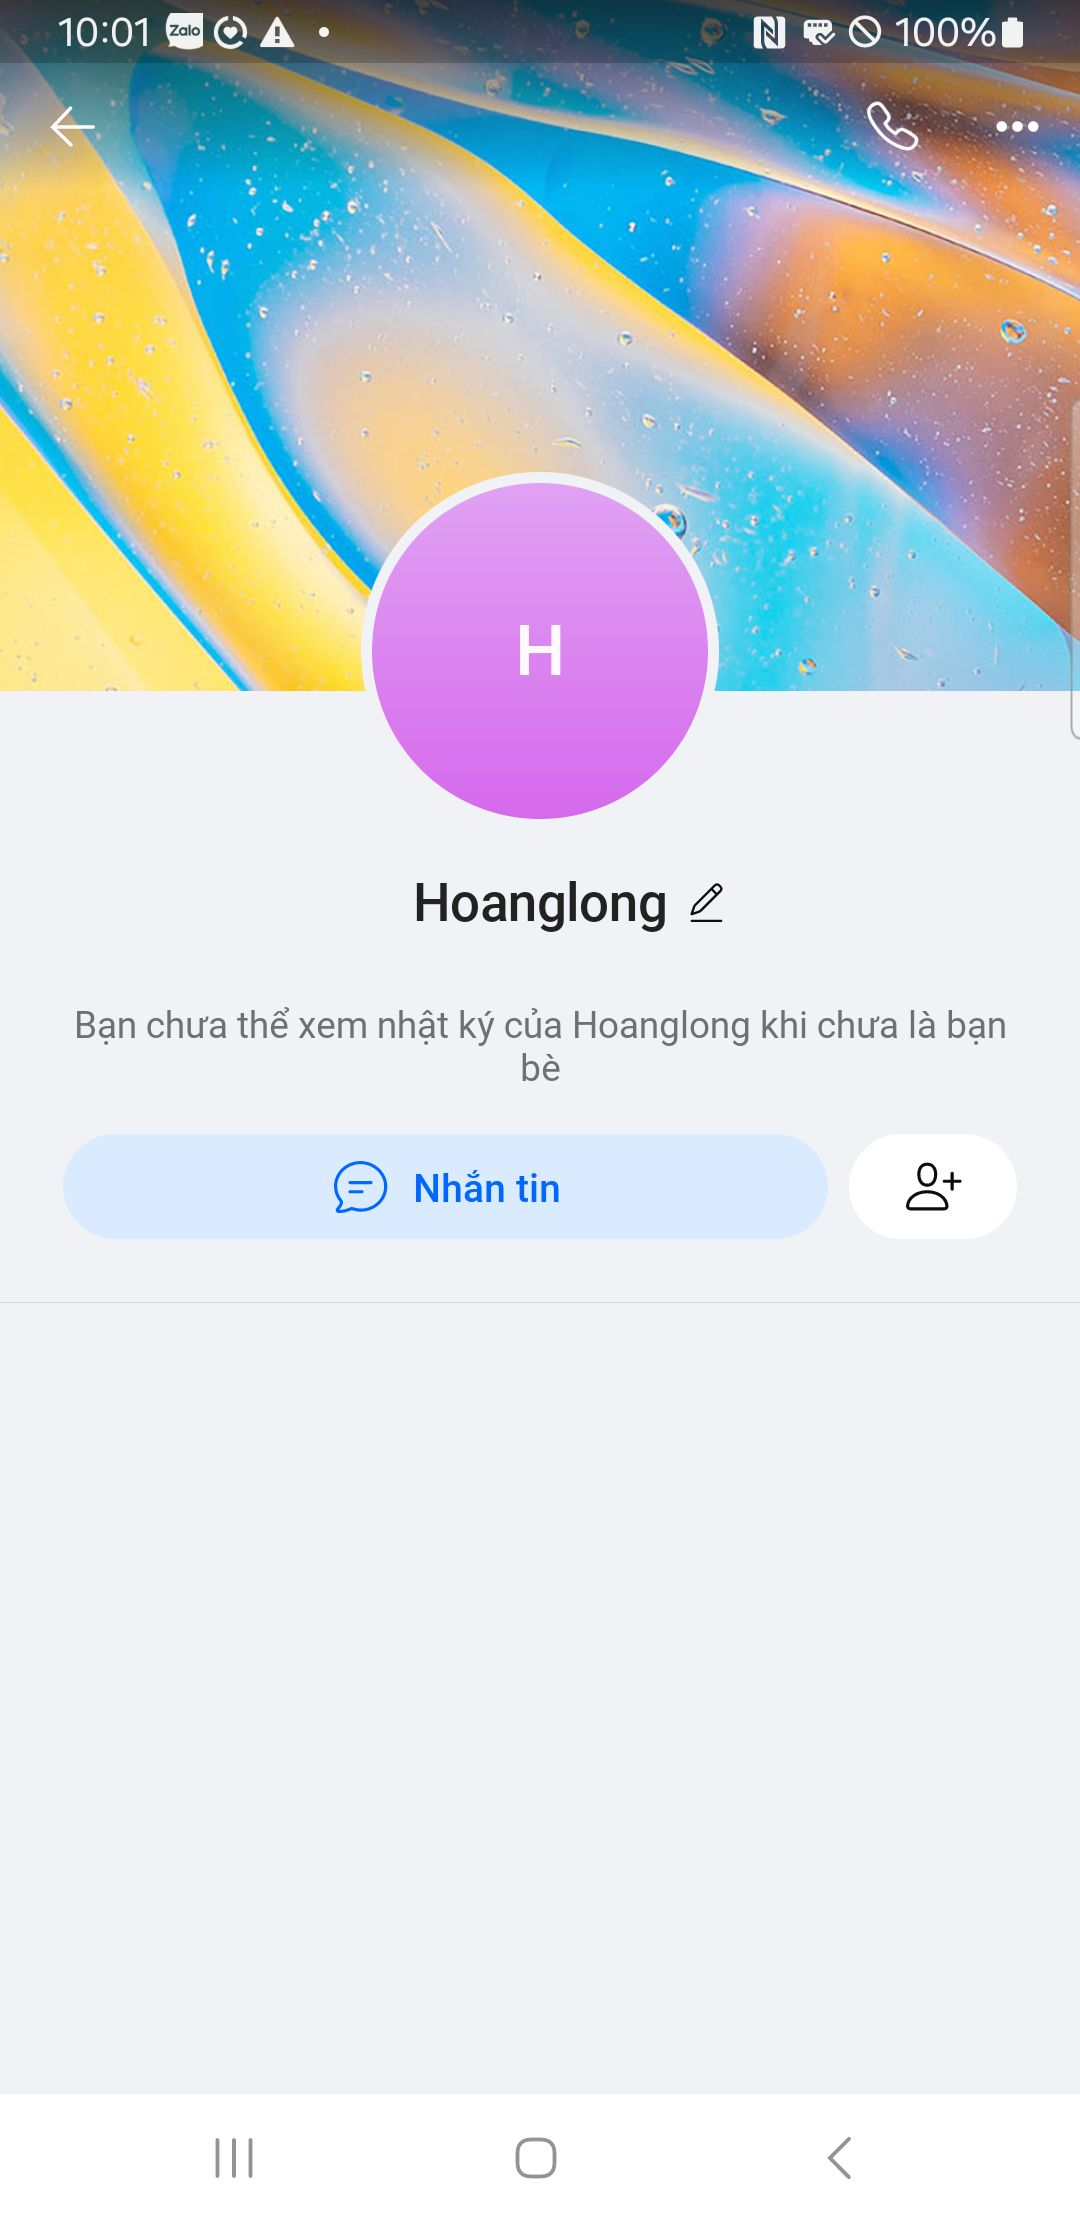 10:01 Zalo 100%
H
Hoanglong
Bạn chưa thể xem nhật ký của Hoanglong khi chưa là bạn
bè
Nhắn tin